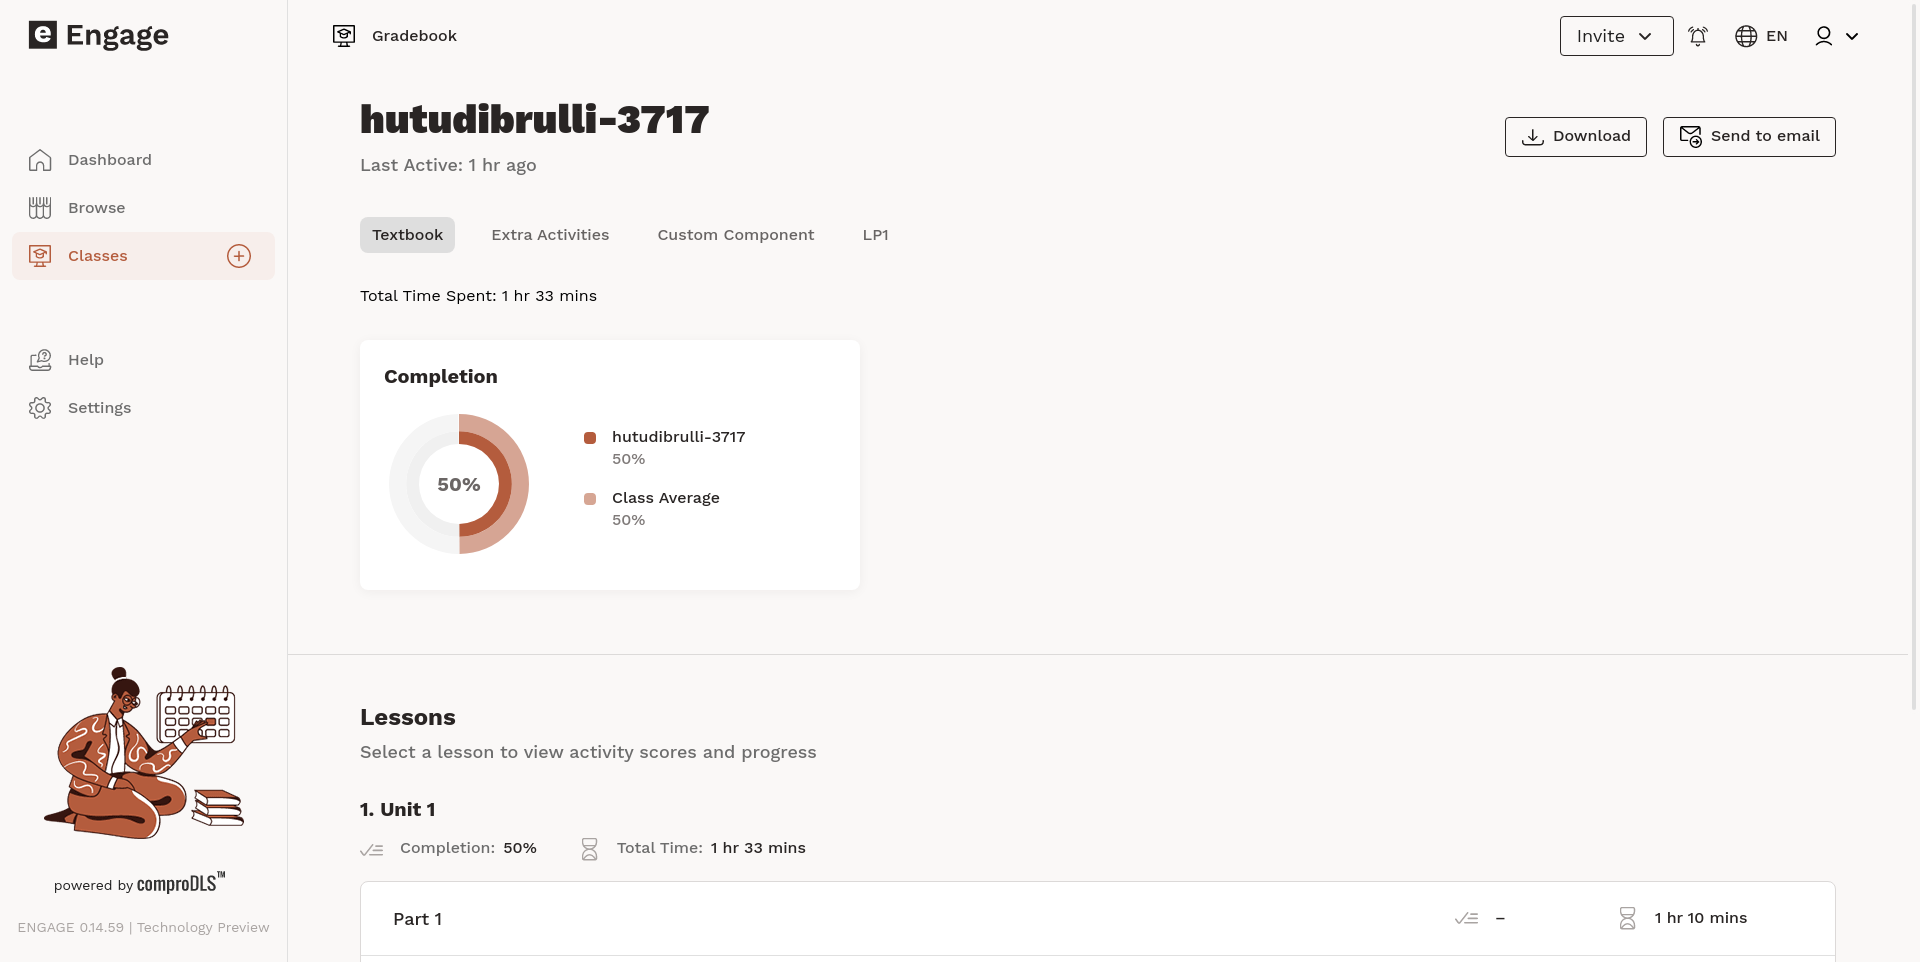 e Engage
Gradebook
Invite
EN
Dashboard
Browse
Classes
Help
Settings
powered by comproDLS™
ENGAGE 0.14.59 | Technology Preview
hutudibrulli-3717
Last Active: 1 hr ago
Download
Send to email
Textbook
Extra Activities
Custom Component
LP1
Total Time Spent: 1 hr 33 mins
Completion
50%
hutudibrulli-3717
50%
Class Average
50%
Lessons
Select a lesson to view activity scores and progress
1. Unit 1
Completion: 50%
Total Time: 1 hr 33 mins
Part 1
–
1 hr 10 mins